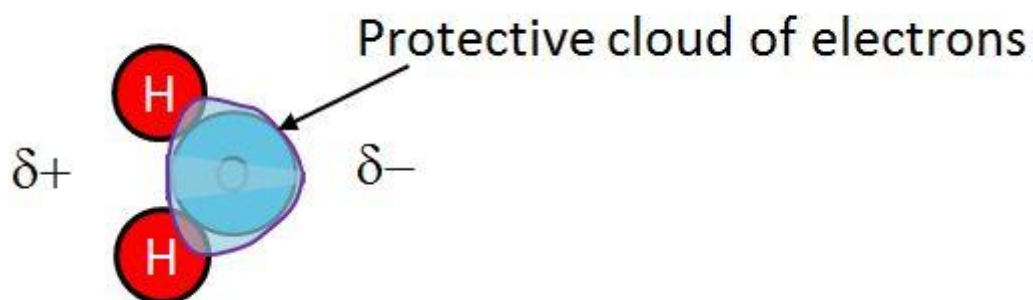 Protective cloud of electrons
H
δ+
O
δ−
H